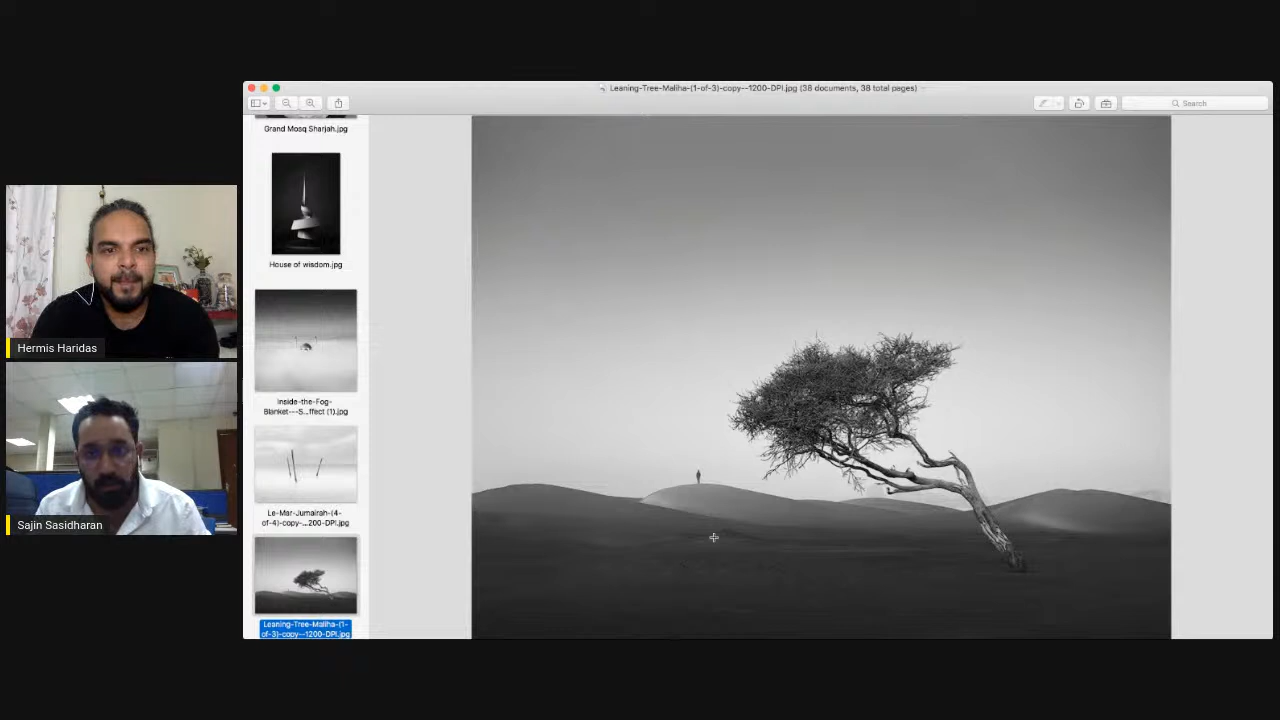 Leaning-Tree-Maliha-(1-of-3)-copy--1200-DPI.jpg (38 documents, 38 total pages)
Search
Grand Mosq Sharjah.jpg
House of wisdom.jpg
Inside-the-Fog-
Blanket---S...ffect (1).jpg
Le-Mar-Jumairah-(4-
of-4)-copy-...200-DPI.jpg
Leaning-Tree-Maliha-(1-
of-3)-copy--1200-DPI.jpg
Hermis Haridas
Sajin Sasidharan